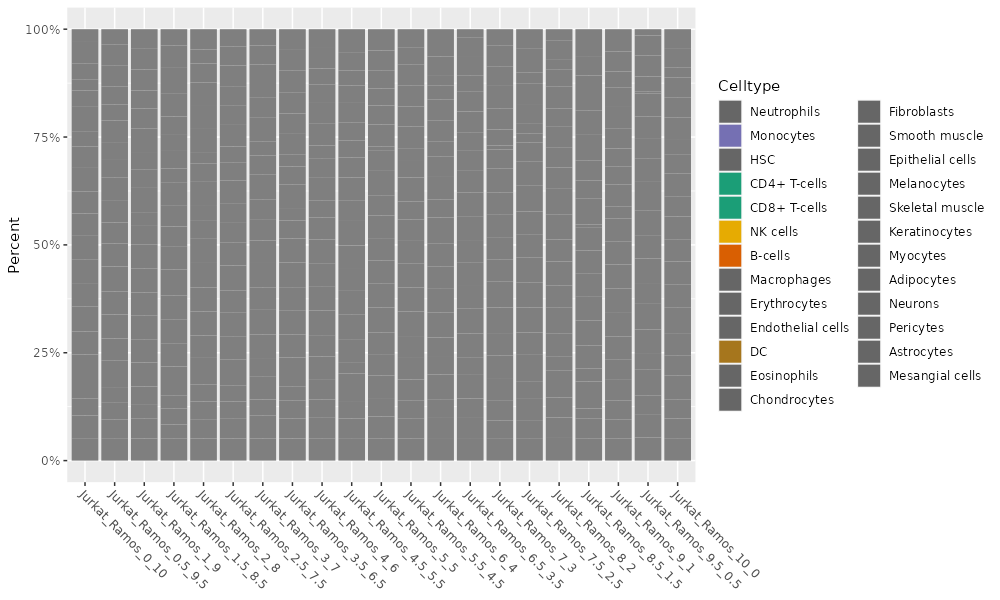 100%
75%
50%
25%
0%
Percent
Jurkat_Ramos_0_10
Jurkat_Ramos_0.5_9.5
Jurkat_Ramos_1_9
Jurkat_Ramos_1.5_8.5
Jurkat_Ramos_2_8
Jurkat_Ramos_2.5_7.5
Jurkat_Ramos_3_7
Jurkat_Ramos_3.5_6.5
Jurkat_Ramos_4_6
Jurkat_Ramos_4.5_5.5
Jurkat_Ramos_5_5
Jurkat_Ramos_5.5_4.5
Jurkat_Ramos_6_4
Jurkat_Ramos_6.5_3.5
Jurkat_Ramos_7_3
Jurkat_Ramos_7.5_2.5
Jurkat_Ramos_8_2
Jurkat_Ramos_8.5_1.5
Jurkat_Ramos_9_1
Jurkat_Ramos_9.5_0.5
Jurkat_Ramos_10_0
Celltype
Neutrophils
Monocytes
HSC
CD4+ T-cells
CD8+ T-cells
NK cells
B-cells
Macrophages
Erythrocytes
Endothelial cells
DC
Eosinophils
Chondrocytes
Fibroblasts
Smooth muscle
Epithelial cells
Melanocytes
Skeletal muscle
Keratinocytes
Myocytes
Adipocytes
Neurons
Pericytes
Astrocytes
Mesangial cells